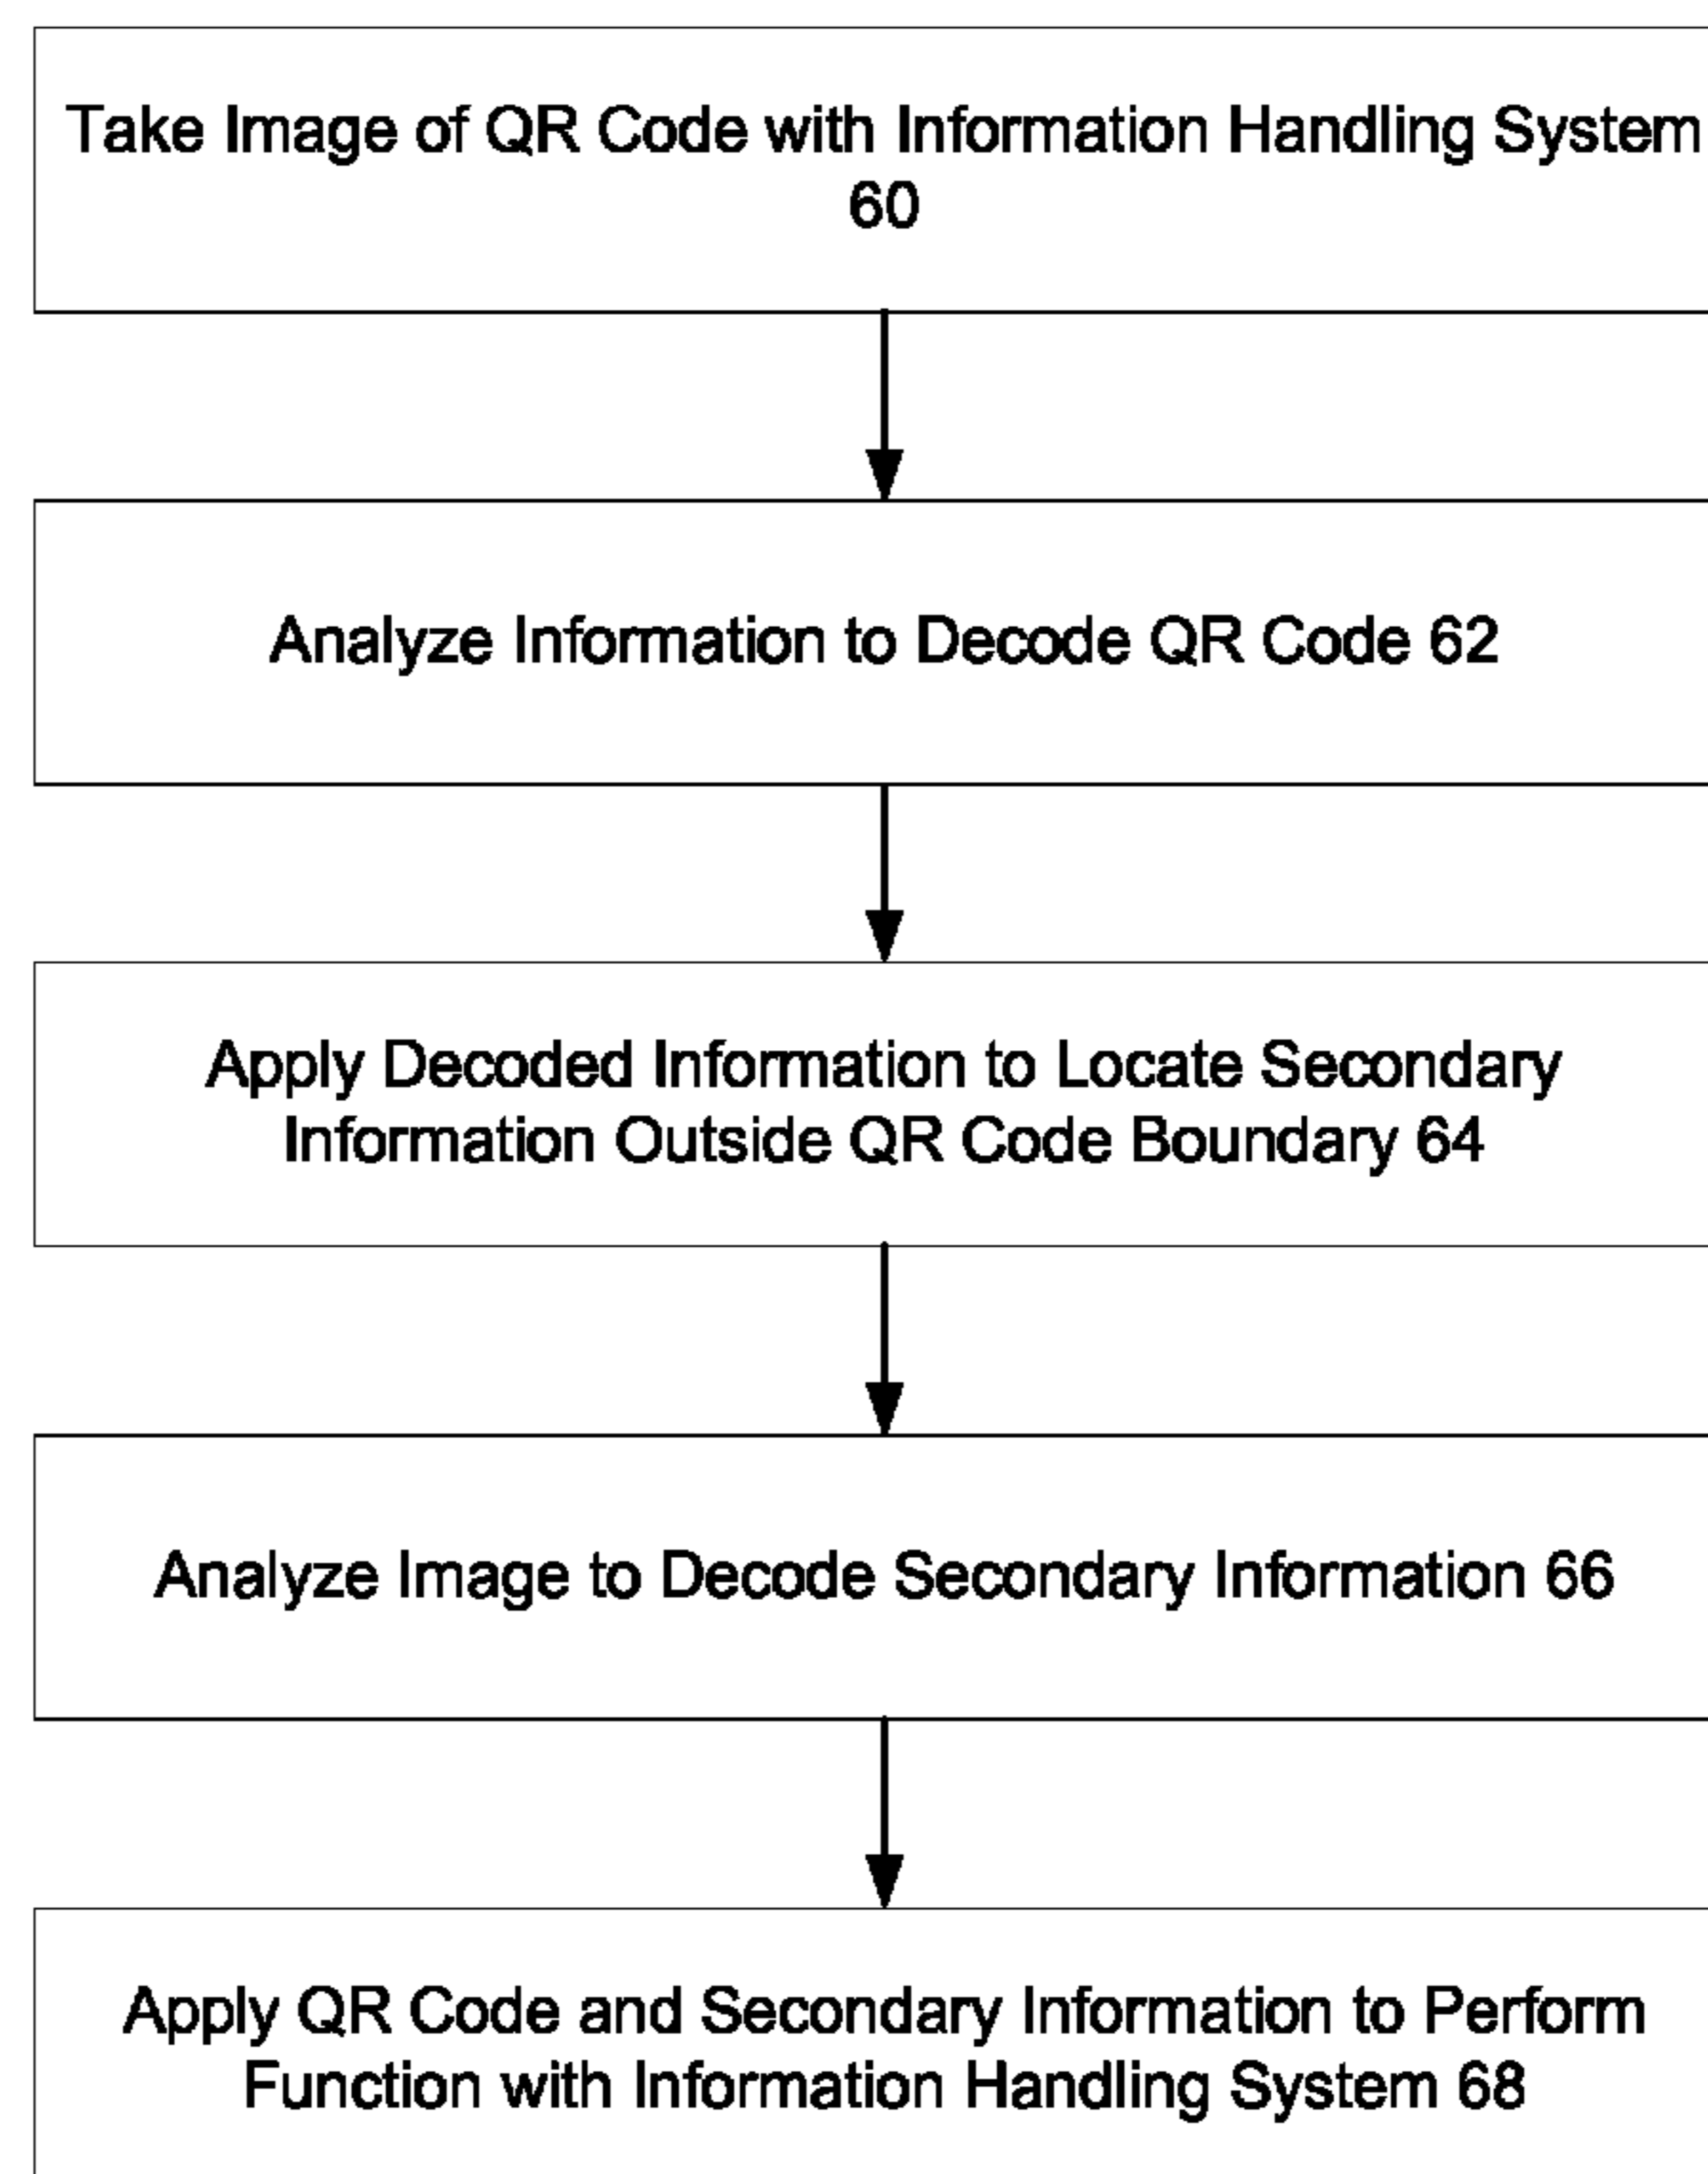 Take Image of QR Code with Information Handling System
60
Analyze Information to Decode QR Code 62
Apply Decoded Information to Locate Secondary
Information Outside QR Code Boundary 64
Analyze Image to Decode Secondary Information 66
Apply QR Code and Secondary Information to Perform
Function with Information Handling System 68